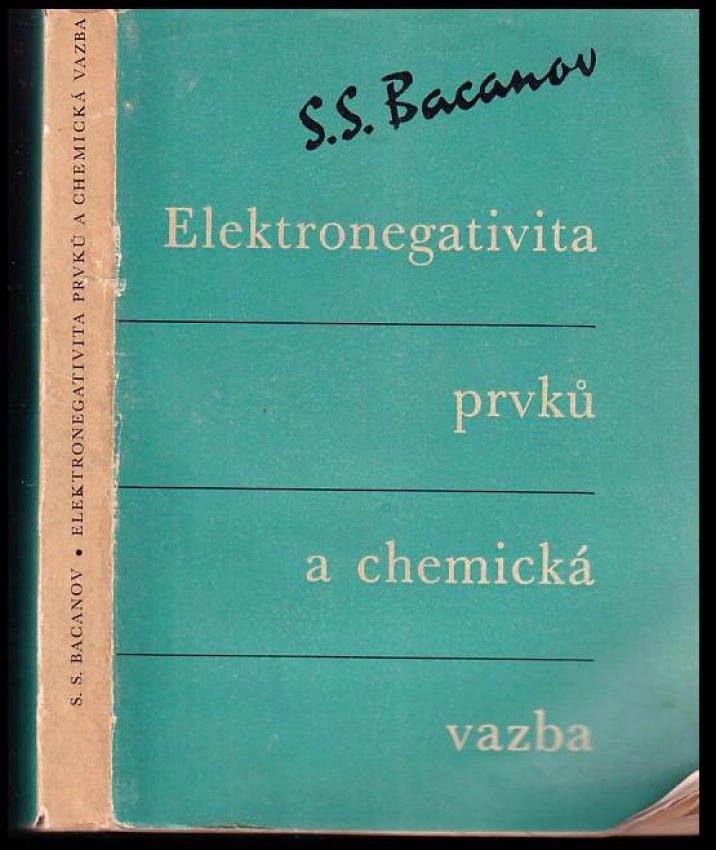 S.S. Bacanov
Elektronegativita
prvků
a chemická
vazba
S. S. BACANOV • ELEKTRONEGATIVITA PRVKŮ A CHEMICKÁ VAZBA